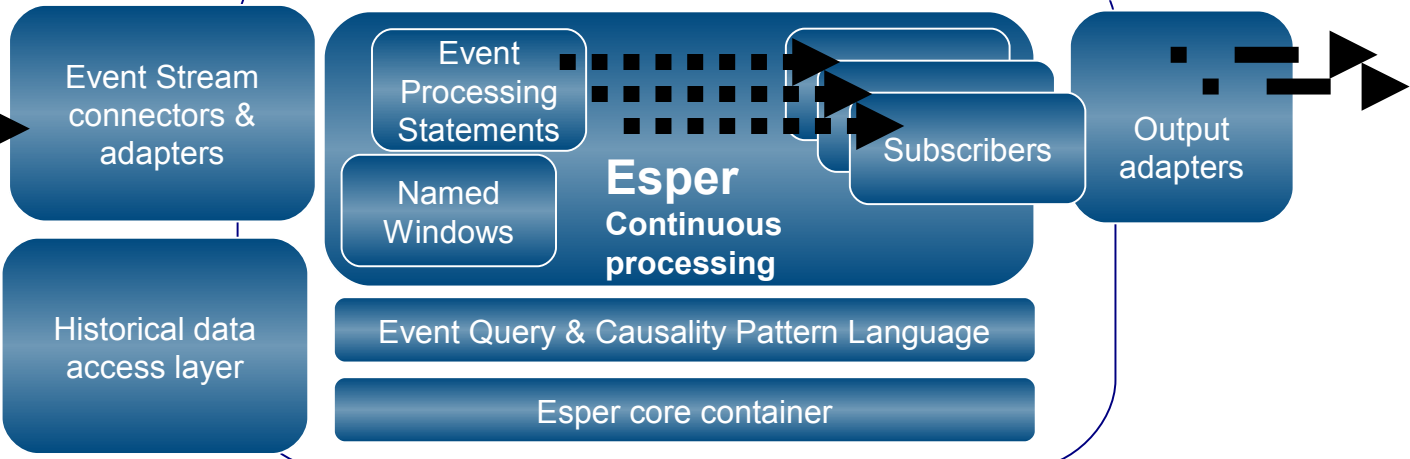 Event Stream
connectors &
adapters
Historical data
access layer
Event
Processing
Statements
Named
Windows
Esper
Continuous
processing
Subscribers
Event Query & Causality Pattern Language
Esper core container
Output
adapters